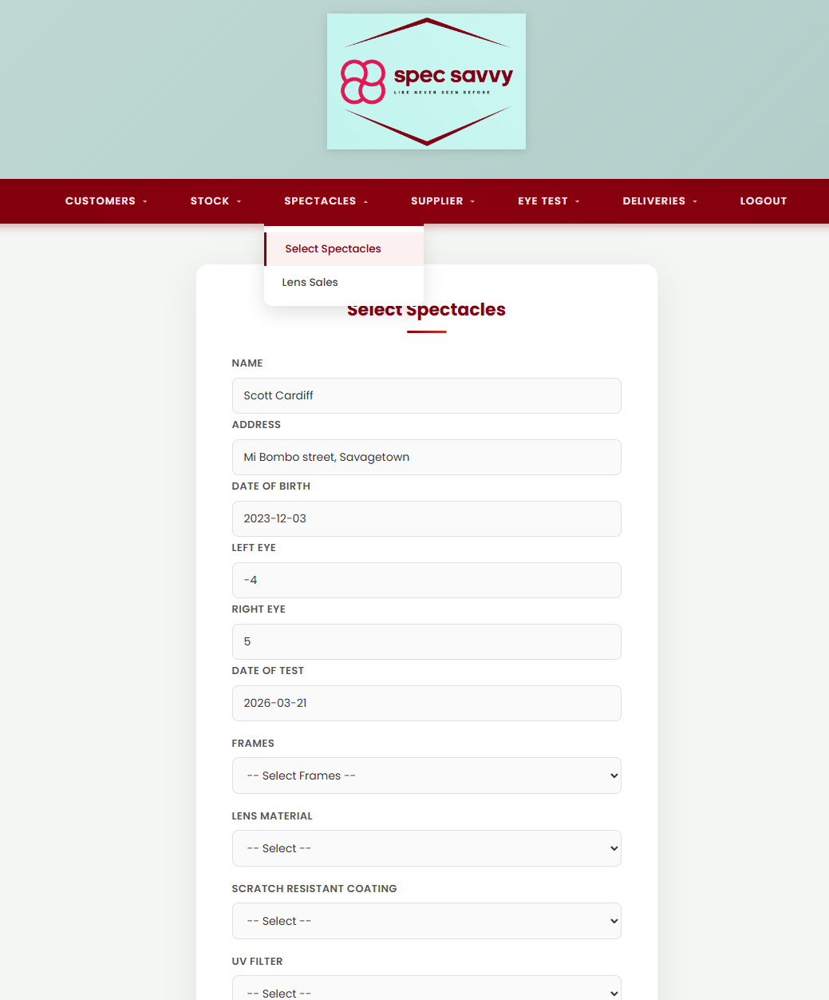 spec savvy
LIKE NEVER SEEN BEFORE
CUSTOMERS STOCK SPECTACLES SUPPLIER EYE TEST DELIVERIES LOGOUT
Select Spectacles
Lens Sales
Select Spectacles
NAME
Scott Cardiff
ADDRESS
Mi Bombo street, Savagetown
DATE OF BIRTH
2023-12-03
LEFT EYE
-4
RIGHT EYE
5
DATE OF TEST
2026-03-21
FRAMES
-- Select Frames --
LENS MATERIAL
-- Select --
SCRATCH RESISTANT COATING
-- Select --
UV FILTER
-- Select --